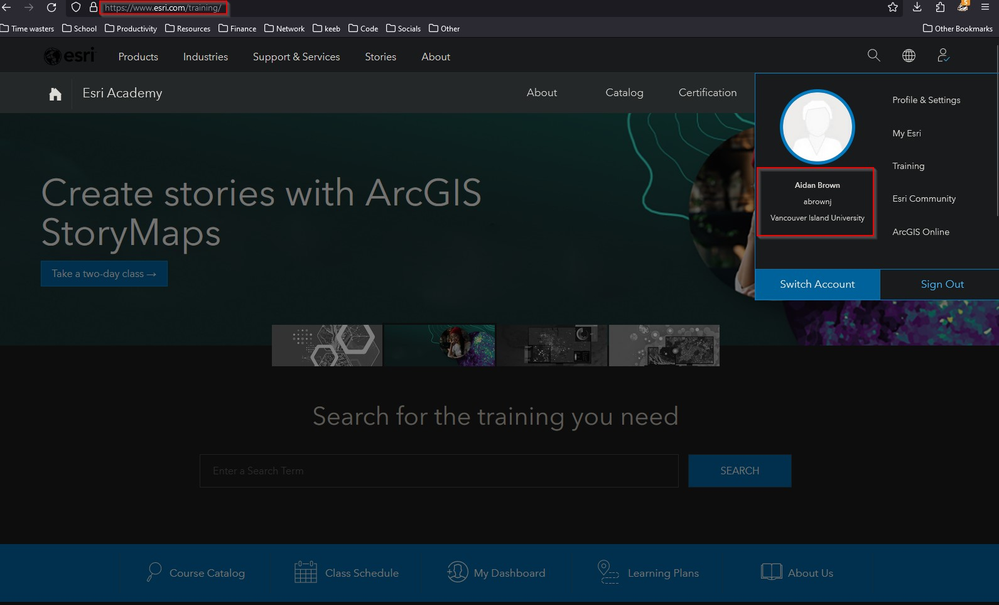 https://www.esri.com/training/
5
Time wasters School Productivity Resources Finance Network keeb Code Socials Other Other Bookmarks
esri Products Industries Support & Services Stories About
Esri Academy About Catalog Certification
Profile & Settings
My Esri
Training
Esri Community
ArcGIS Online
Aidan Brown
abrownj
Vancouver Island University
Switch Account Sign Out
Create stories with ArcGIS
StoryMaps
Take a two-day class →
Search for the training you need
Enter a Search Term SEARCH
Course Catalog Class Schedule My Dashboard Learning Plans About Us